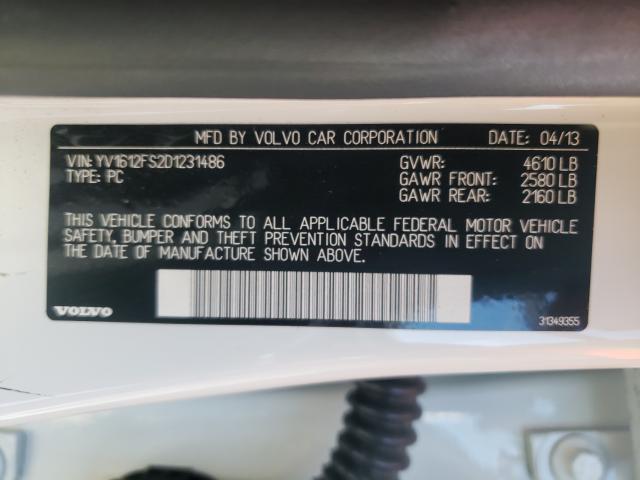 MFD BY VOLVO CAR CORPORATION DATE: 04/13
VIN: YV1612FS2D1231486 GVWR: 4610 LB
TYPE: PC GAWR FRONT: 2580 LB
GAWR REAR: 2160 LB
THIS VEHICLE CONFORMS TO ALL APPLICABLE FEDERAL MOTOR VEHICLE
SAFETY, BUMPER AND THEFT PREVENTION STANDARDS IN EFFECT ON
THE DATE OF MANUFACTURE SHOWN ABOVE.
VOLVO 31349355